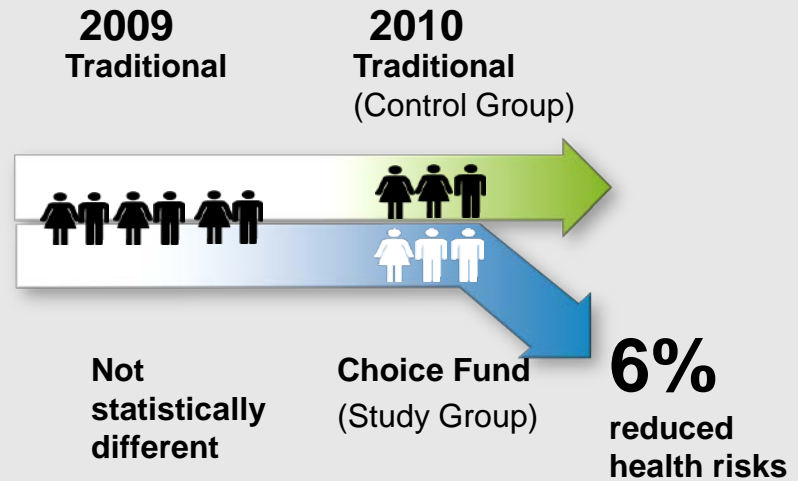 2009
Traditional
2010
Traditional
(Control Group)
Not
statistically
different
Choice Fund
(Study Group)
6%
reduced
health risks